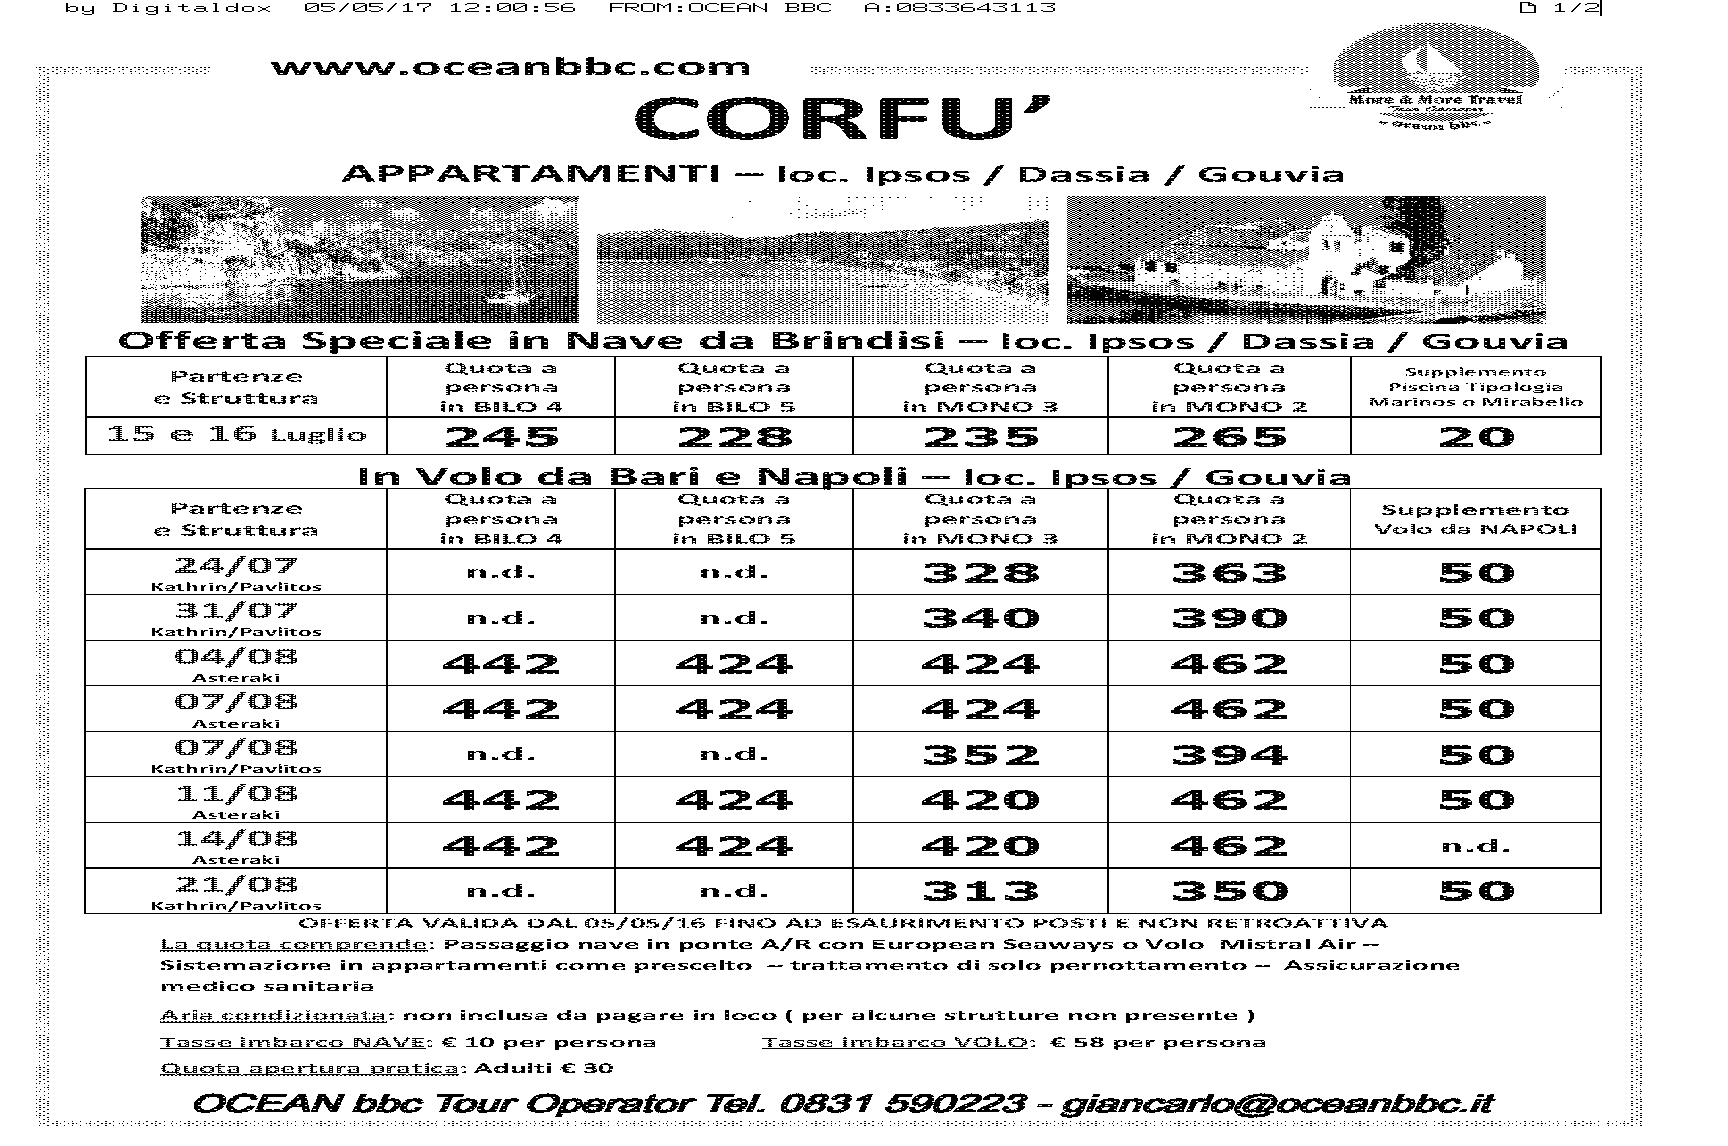 by Digitaldox 05/05/17 12:00:56 FROM:OCEAN BBC A:0833643113 1/2
www.oceanbbc.com
More & More Travel
Tour Operator
ocean bbc
CORFU’
APPARTAMENTI – loc. Ipsos / Dassia / Gouvia
Offerta Speciale in Nave da Brindisi – loc. Ipsos / Dassia / Gouvia
Partenze e Struttura Quota a persona in BILO 4 Quota a persona in BILO 5 Quota a persona in MONO 3 Quota a persona in MONO 2 Supplemento Piscina Tipologia Marinos o Mirabello
15 e 16 Luglio 245 228 235 265 20
In Volo da Bari e Napoli – loc. Ipsos / Gouvia
Partenze e Struttura Quota a persona in BILO 4 Quota a persona in BILO 5 Quota a persona in MONO 3 Quota a persona in MONO 2 Supplemento Volo da NAPOLI
24/07 Kathrin/Pavlitos n.d. n.d. 328 363 50
31/07 Kathrin/Pavlitos n.d. n.d. 340 390 50
04/08 Asteraki 442 424 424 462 50
07/08 Asteraki 442 424 424 462 50
07/08 Kathrin/Pavlitos n.d. n.d. 352 394 50
11/08 Asteraki 442 424 420 462 50
14/08 Asteraki 442 424 420 462 n.d.
21/08 Kathrin/Pavlitos n.d. n.d. 313 350 50
OFFERTA VALIDA DAL 05/05/16 FINO AD ESAURIMENTO POSTI E NON RETROATTIVA
La quota comprende: Passaggio nave in ponte A/R con European Seaways o Volo Mistral Air –
Sistemazione in appartamenti come prescelto – trattamento di solo pernottamento – Assicurazione
medico sanitaria
Aria condizionata: non inclusa da pagare in loco ( per alcune strutture non presente )
Tasse imbarco NAVE: € 10 per persona Tasse imbarco VOLO: € 58 per persona
Quota apertura pratica: Adulti € 30
OCEAN bbc Tour Operator Tel. 0831 590223 - giancarlo@oceanbbc.it